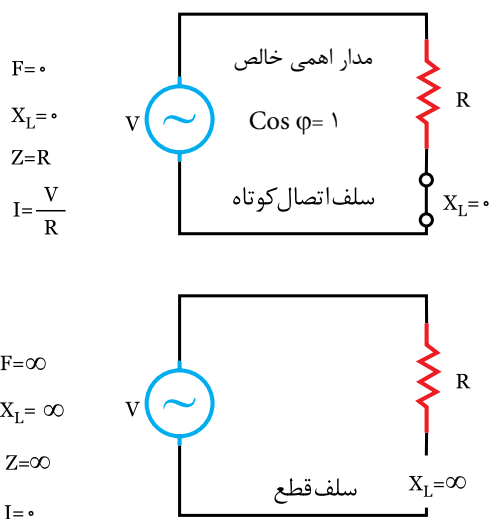 F=۰
X_L=۰
Z=R
I=V/R
V
مدار اهمی خالص
Cos φ= ۱
سلف اتصال کوتاه
R
X_L=۰
F=∞
X_L= ∞
Z=∞
I=۰
V
سلف قطع
R
X_L=∞